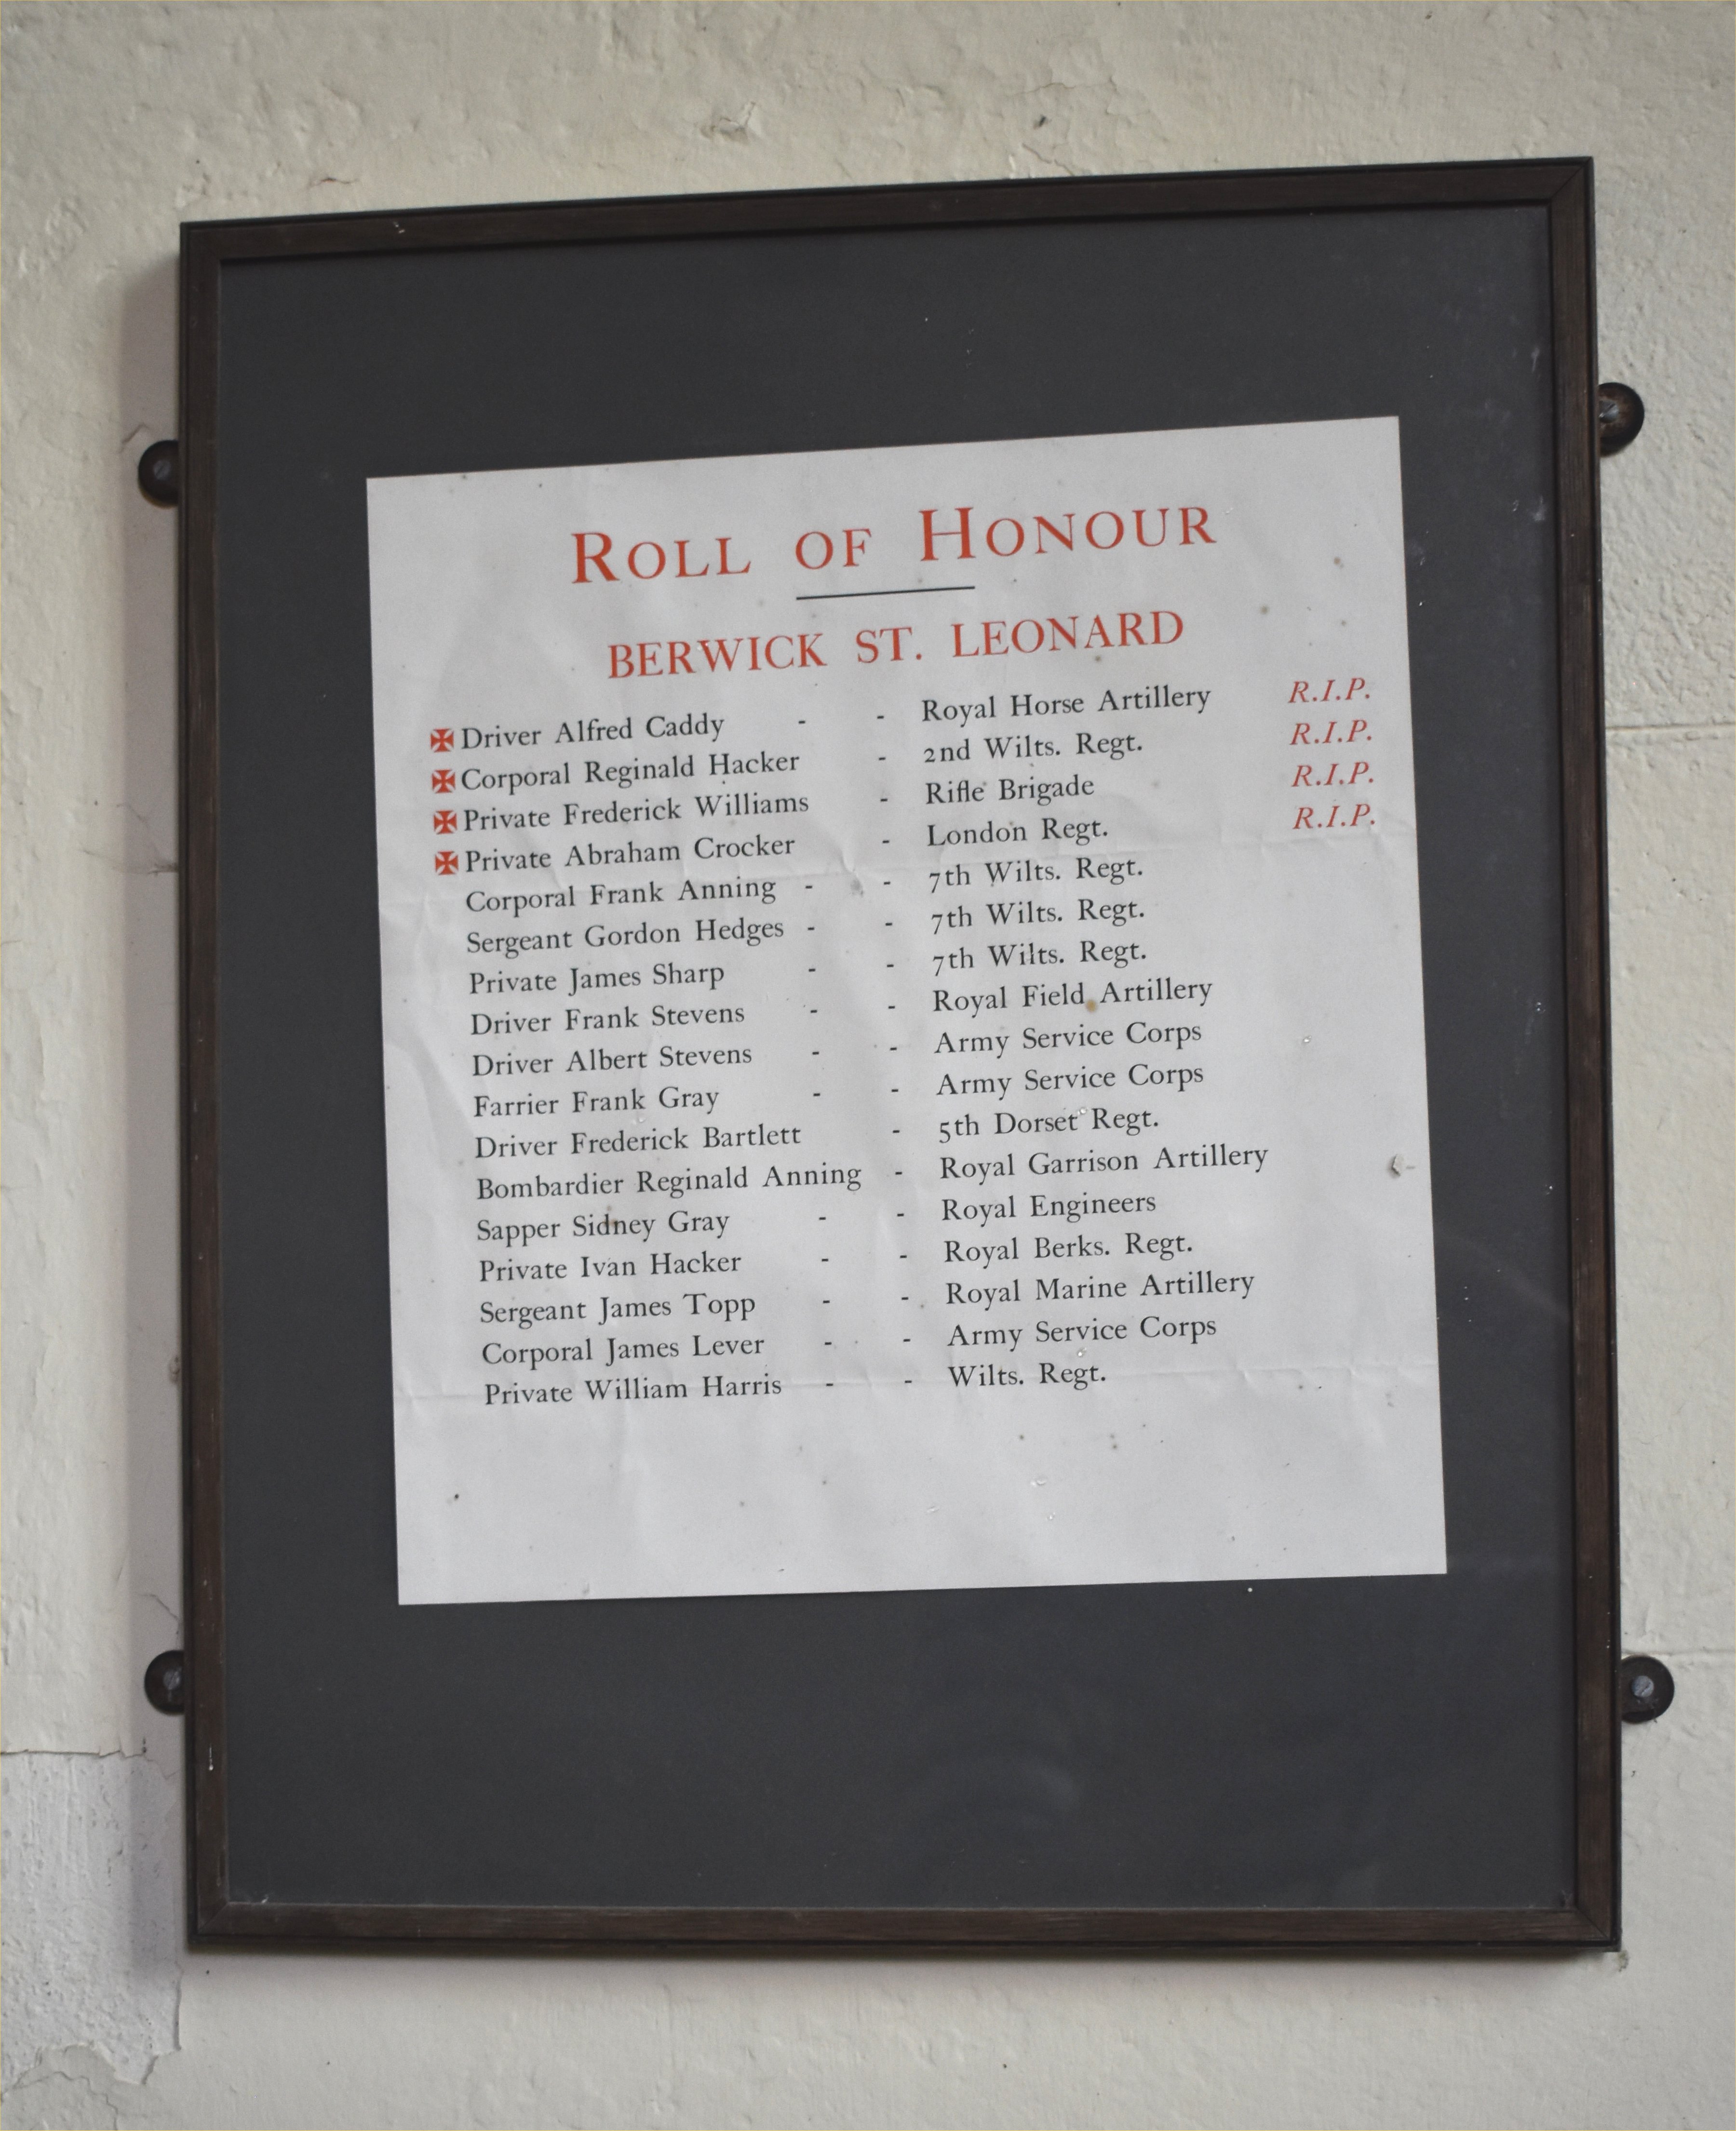 ROLL OF HONOUR
BERWICK ST. LEONARD
✠ Driver Alfred Caddy - - Royal Horse Artillery R.I.P.
✠ Corporal Reginald Hacker - 2nd Wilts. Regt. R.I.P.
✠ Private Frederick Williams - Rifle Brigade R.I.P.
✠ Private Abraham Crocker - London Regt. R.I.P.
Corporal Frank Anning - - 7th Wilts. Regt.
Sergeant Gordon Hedges - - 7th Wilts. Regt.
Private James Sharp - - 7th Wilts. Regt.
Driver Frank Stevens - - Royal Field Artillery
Driver Albert Stevens - - Army Service Corps
Farrier Frank Gray - - Army Service Corps
Driver Frederick Bartlett - 5th Dorset Regt.
Bombardier Reginald Anning - Royal Garrison Artillery
Sapper Sidney Gray - - Royal Engineers
Private Ivan Hacker - - Royal Berks. Regt.
Sergeant James Topp - - Royal Marine Artillery
Corporal James Lever - - Army Service Corps
Private William Harris - - Wilts. Regt.